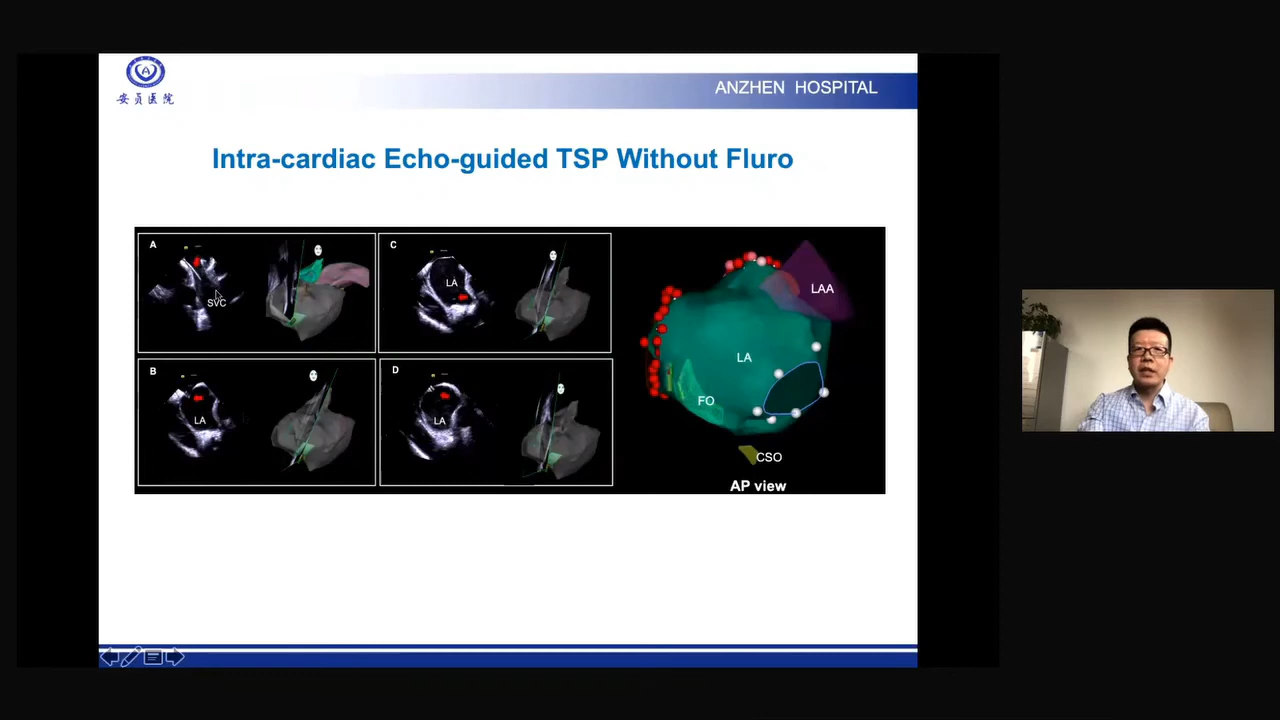 安贞医院
ANZHEN HOSPITAL
Intra-cardiac Echo-guided TSP Without Fluro
A
SVC
B
LA
C
LA
D
LA
LAA
LA
FO
CSO
AP view